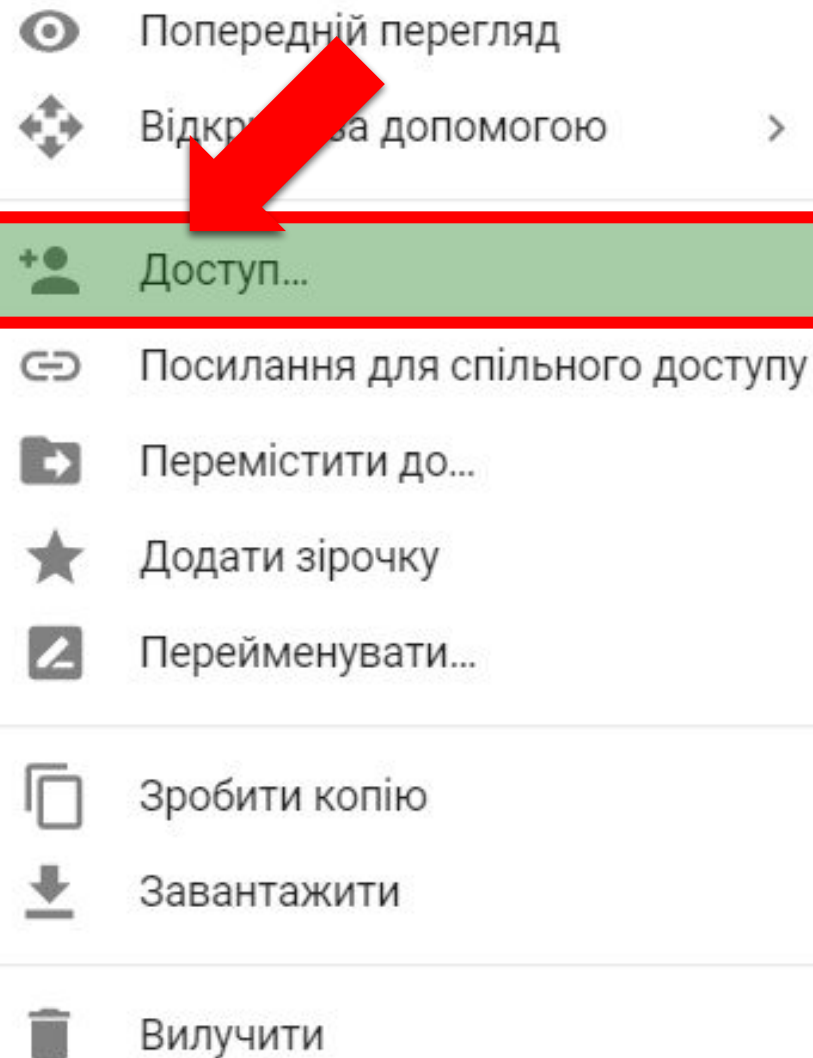 Попередній перегляд
Відкр за допомогою
Доступ...
Посилання для спільного доступу
Перемістити до...
Додати зірочку
Перейменувати...
Зробити копію
Завантажити
Вилучити